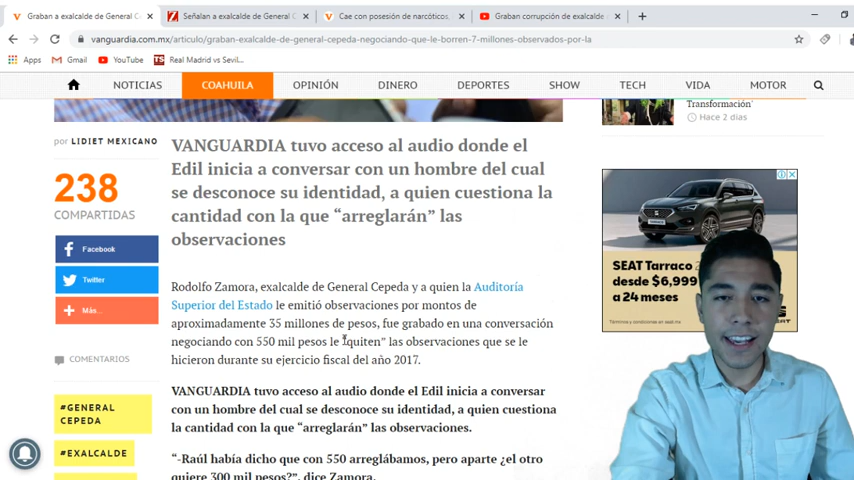 Graban a exalcalde de General C
Señalan a exalcalde de General D
Cae con posesión de narcóticos,
Graban corrupción de exalcalde
vanguardia.com.mx/articulo/graban-exalcalde-de-general-cepeda-negociando-que-le-borren-7-millones-observados-por-la
Apps
Gmail
YouTube
Real Madrid vs Sevil...
NOTICIAS
COAHUILA
OPINIÓN
DINERO
DEPORTES
SHOW
TECH
VIDA
MOTOR
Transformación'
Hace 2 días
por LIDIET MEXICANO
238
COMPARTIDAS
Facebook
Twitter
Más...
COMENTARIOS
#GENERAL
CEPEDA
#EXALCALDE
VANGUARDIA tuvo acceso al audio donde el
Edil inicia a conversar con un hombre del cual
se desconoce su identidad, a quien cuestiona la
cantidad con la que “arreglarán” las
observaciones
Rodolfo Zamora, exalcalde de General Cepeda y a quien la Auditoría
Superior del Estado le emitió observaciones por montos de
aproximadamente 35 millones de pesos, fue grabado en una conversación
negociando con 550 mil pesos le “quiten” las observaciones que se le
hicieron durante su ejercicio fiscal del año 2017.
VANGUARDIA tuvo acceso al audio donde el Edil inicia a conversar
con un hombre del cual se desconoce su identidad, a quien cuestiona
la cantidad con la que “arreglarán” las observaciones.
“-Raúl había dicho que con 550 arreglábamos, pero aparte ¿el otro
quiere 300 mil pesos?”, dice Zamora.
SEAT Tarraco
desde $6,999
a 24 meses
Términos y condiciones en seat.mx